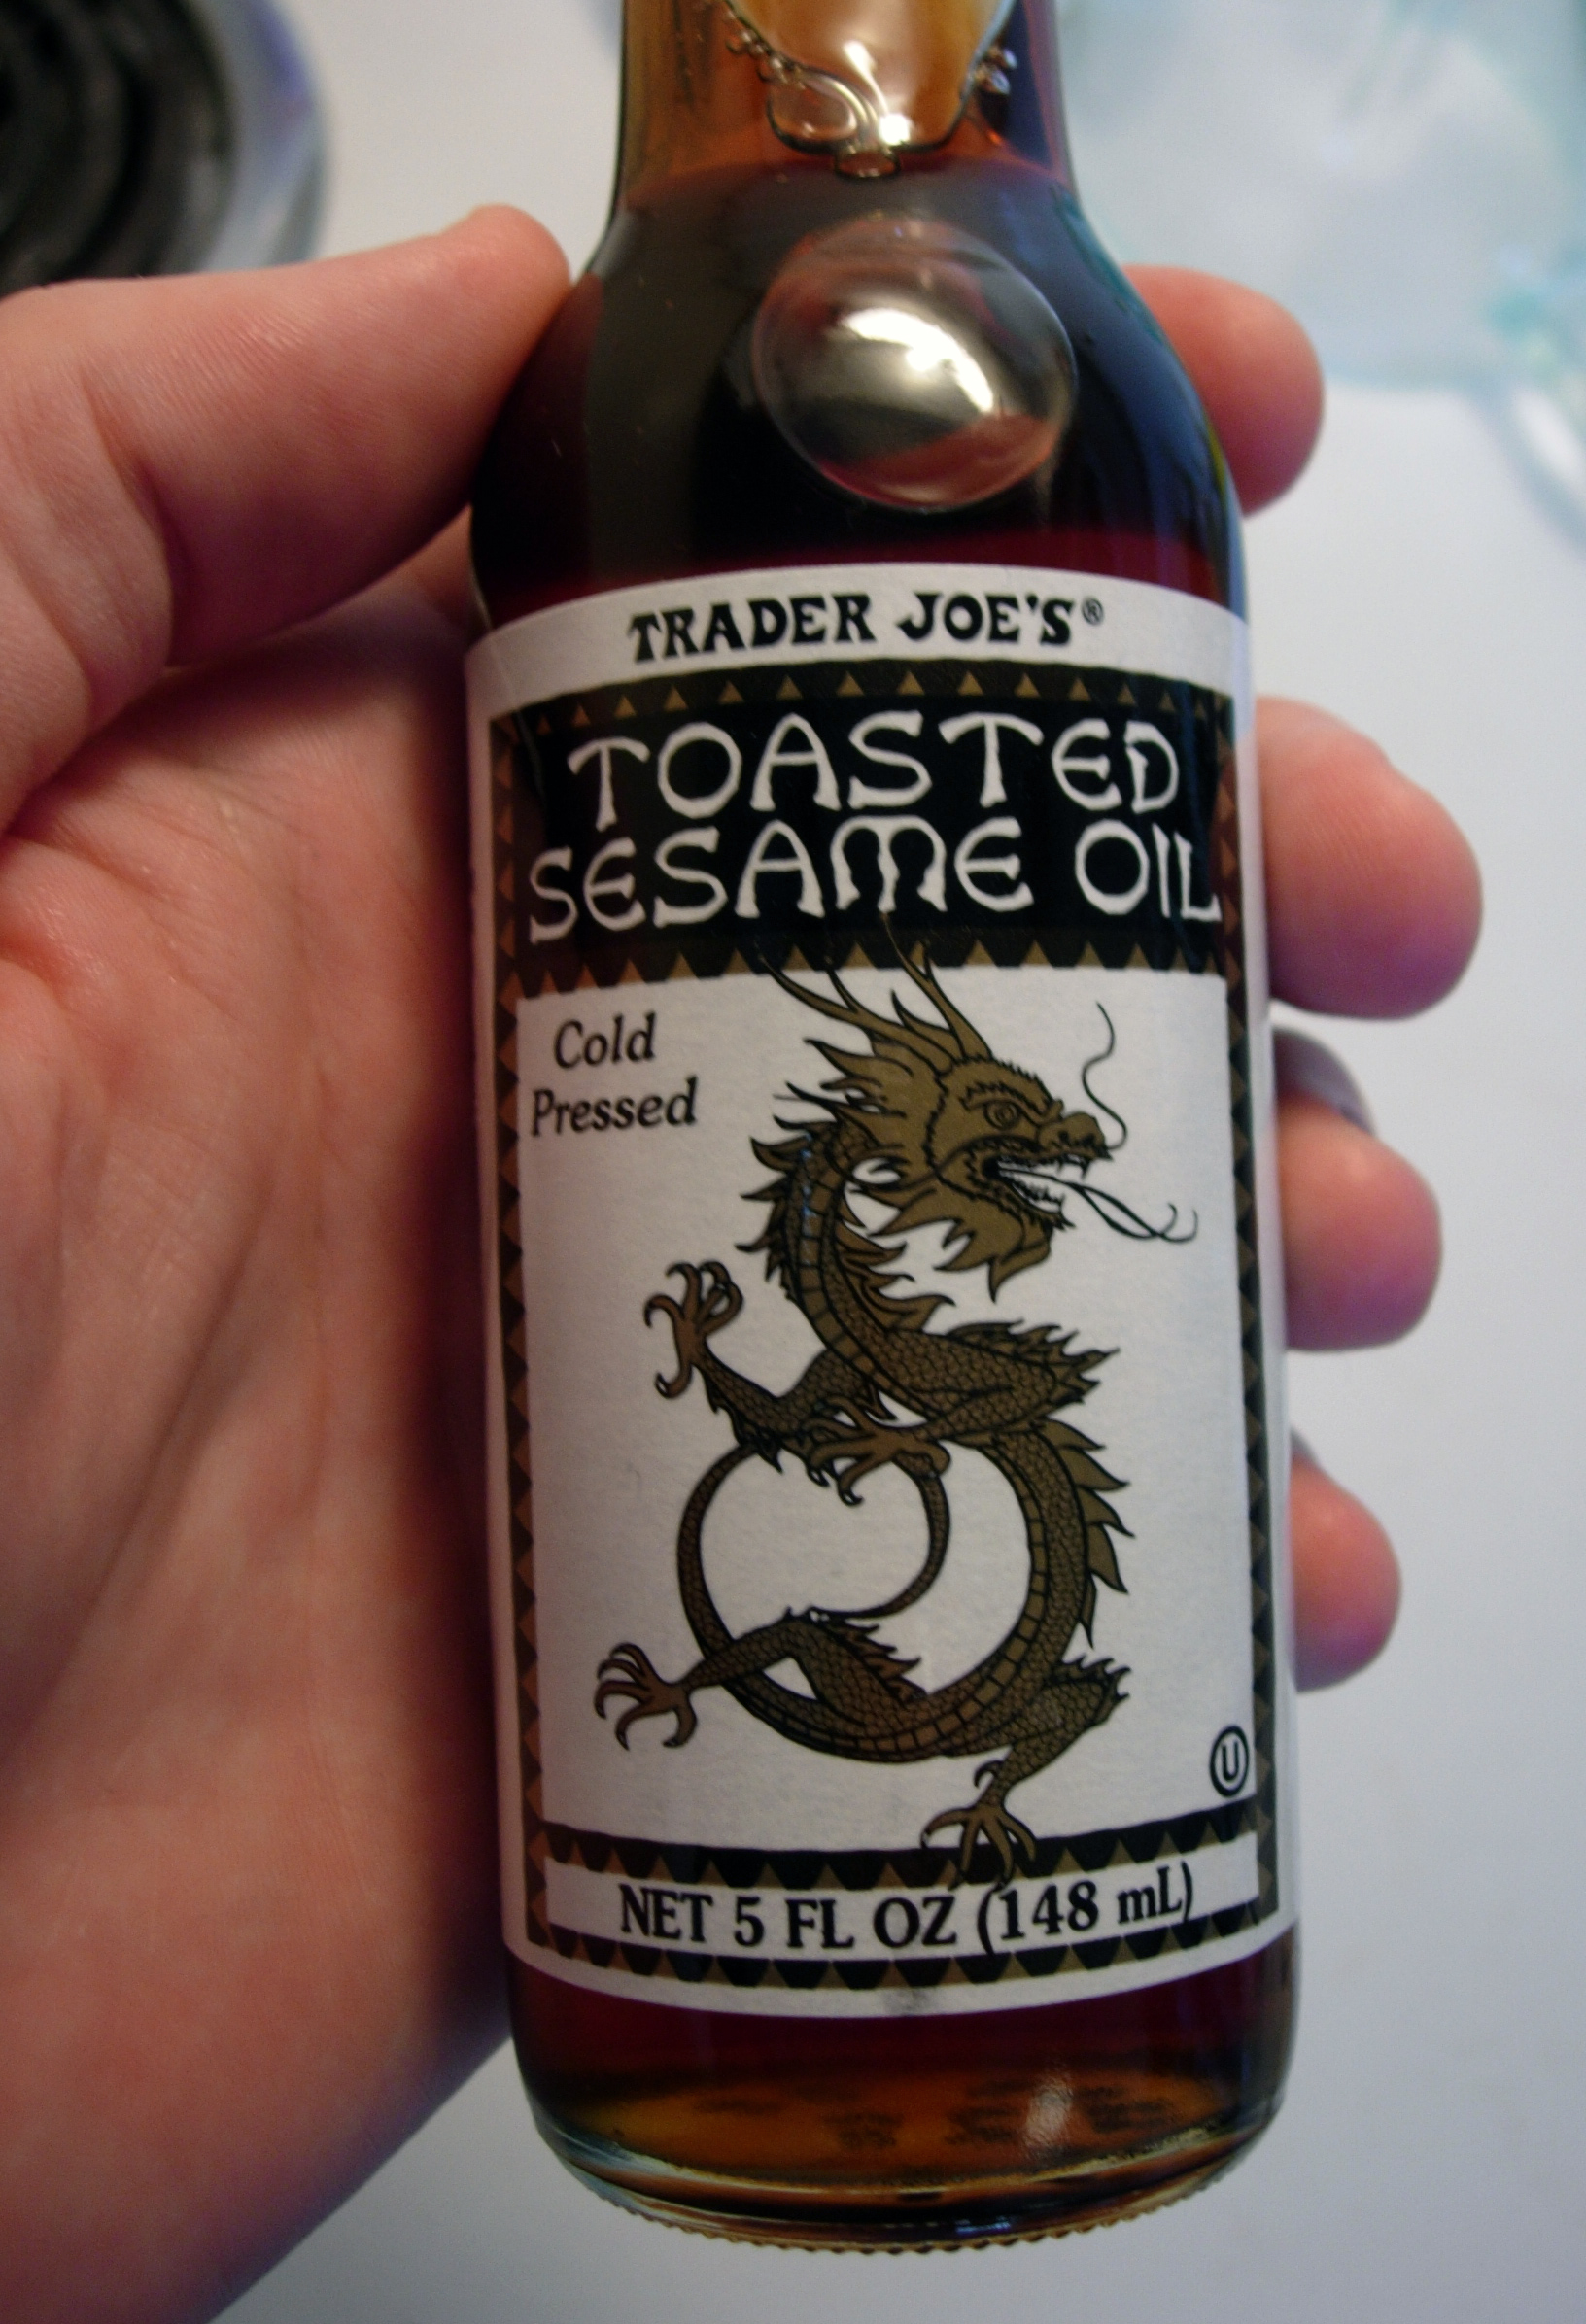 TRADER JOE'S®
TOASTED
SESAME OIL
Cold
Pressed
U
NET 5 FL OZ (148 mL)